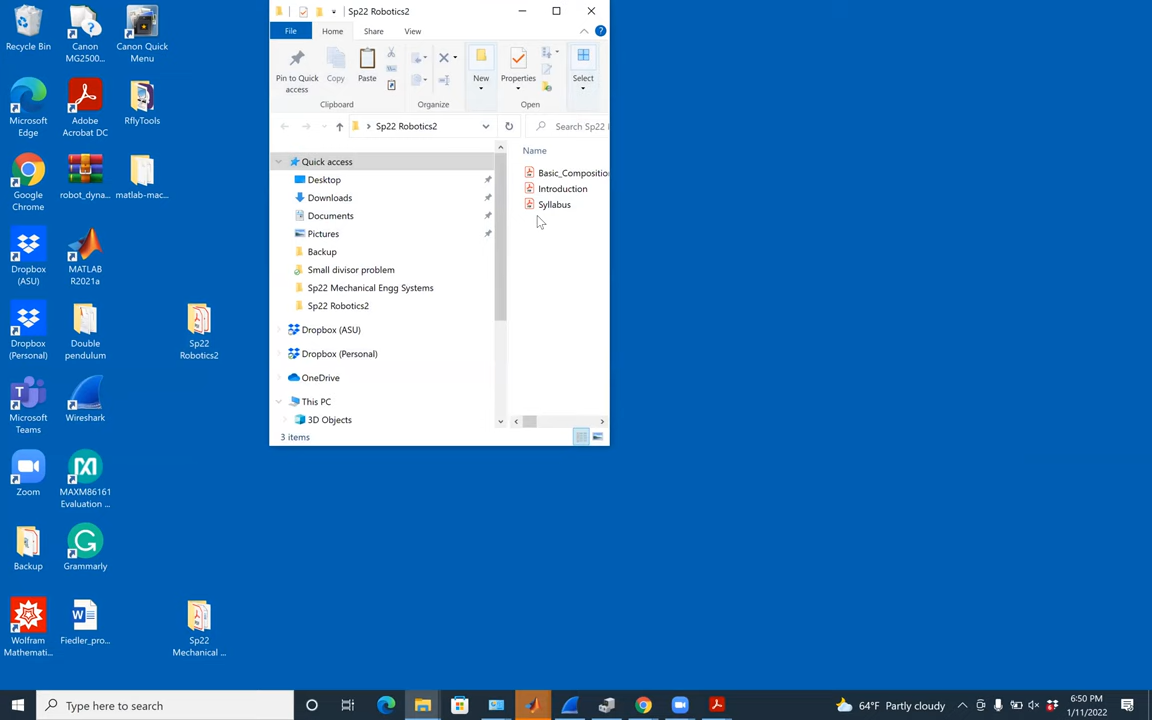 Recycle Bin
Canon
MG2500...
Canon Quick
Menu
Microsoft
Edge
Adobe
Acrobat DC
RflyTools
Google
Chrome
robot_dyna...
matlab-mac...
Dropbox
(ASU)
MATLAB
R2021a
Dropbox
(Personal)
Double
pendulum
Sp22
Robotics2
Microsoft
Teams
Wireshark
Zoom
MAXM86161
Evaluation ...
Backup
Grammarly
Wolfram
Mathemati...
Fiedler_pro...
Sp22
Mechanical ...
Sp22 Robotics2
File
Home
Share
View
Pin to Quick
access
Copy
Paste
New
Properties
Select
Clipboard
Organize
Open
Sp22 Robotics2
Search Sp22
Quick access
Desktop
Downloads
Documents
Pictures
Backup
Small divisor problem
Sp22 Mechanical Engg Systems
Sp22 Robotics2
Dropbox (ASU)
Dropbox (Personal)
OneDrive
This PC
3D Objects
Name
Basic_Composition
Introduction
Syllabus
3 items
Type here to search
64°F Partly cloudy
6:50 PM
1/11/2022